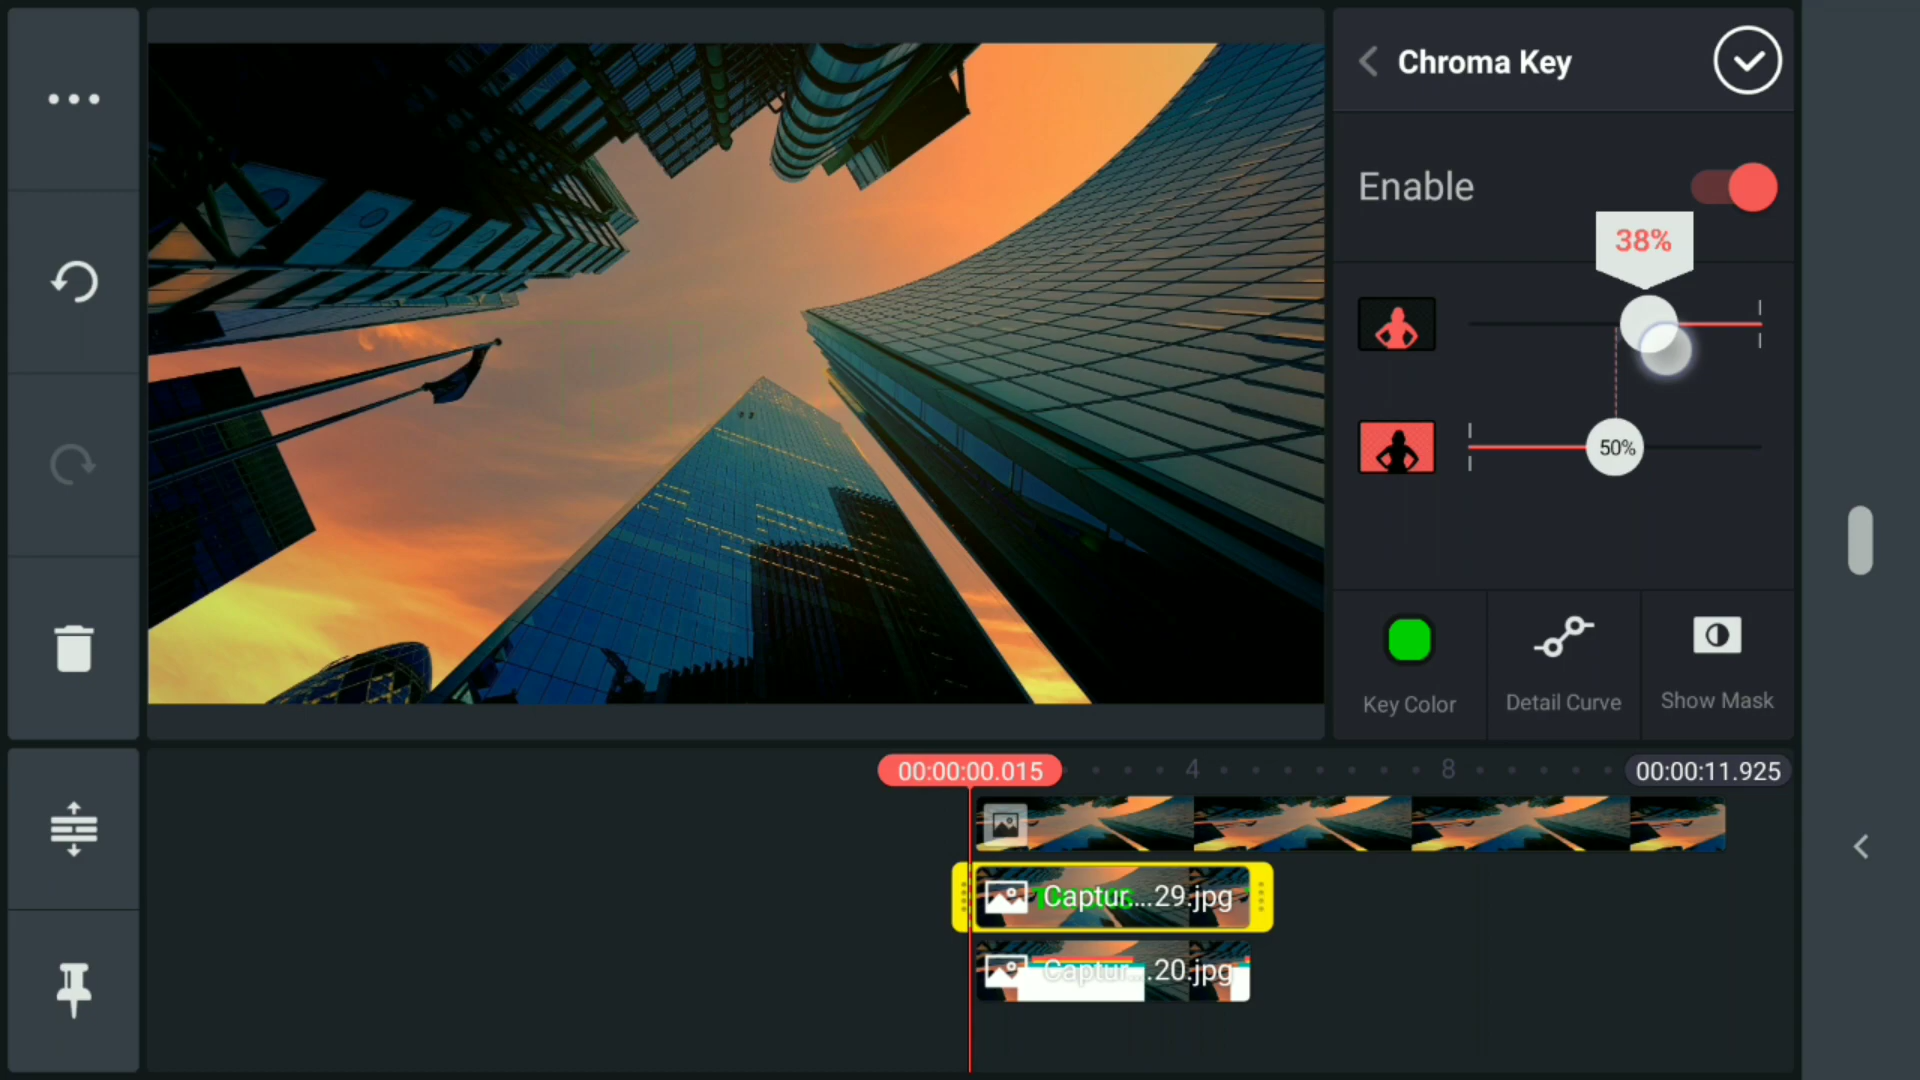 Chroma Key
Enable
38%
50%
Key Color
Detail Curve
Show Mask
00:00:00.015
4
8
00:00:11.925
Captur...29.jpg
Captur...20.jpg